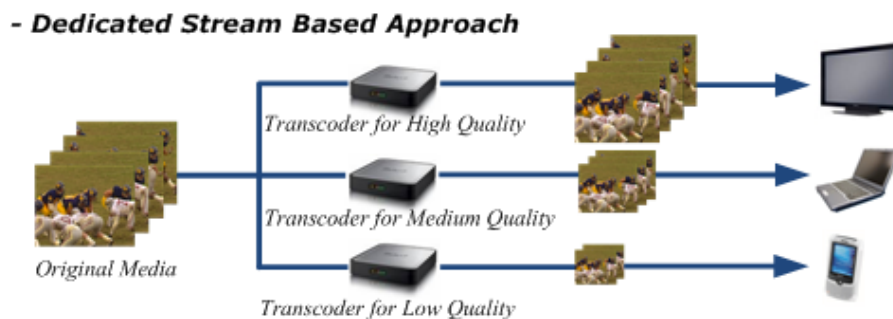 - Dedicated Stream Based Approach
Transcoder for High Quality
Transcoder for Medium Quality
Original Media
Transcoder for Low Quality